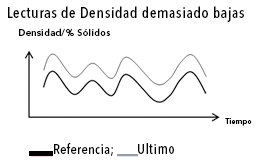 Lecturas de Densidad demasiado bajas
Densidad/% Sólidos
Tiempo
Referencia; Ultimo